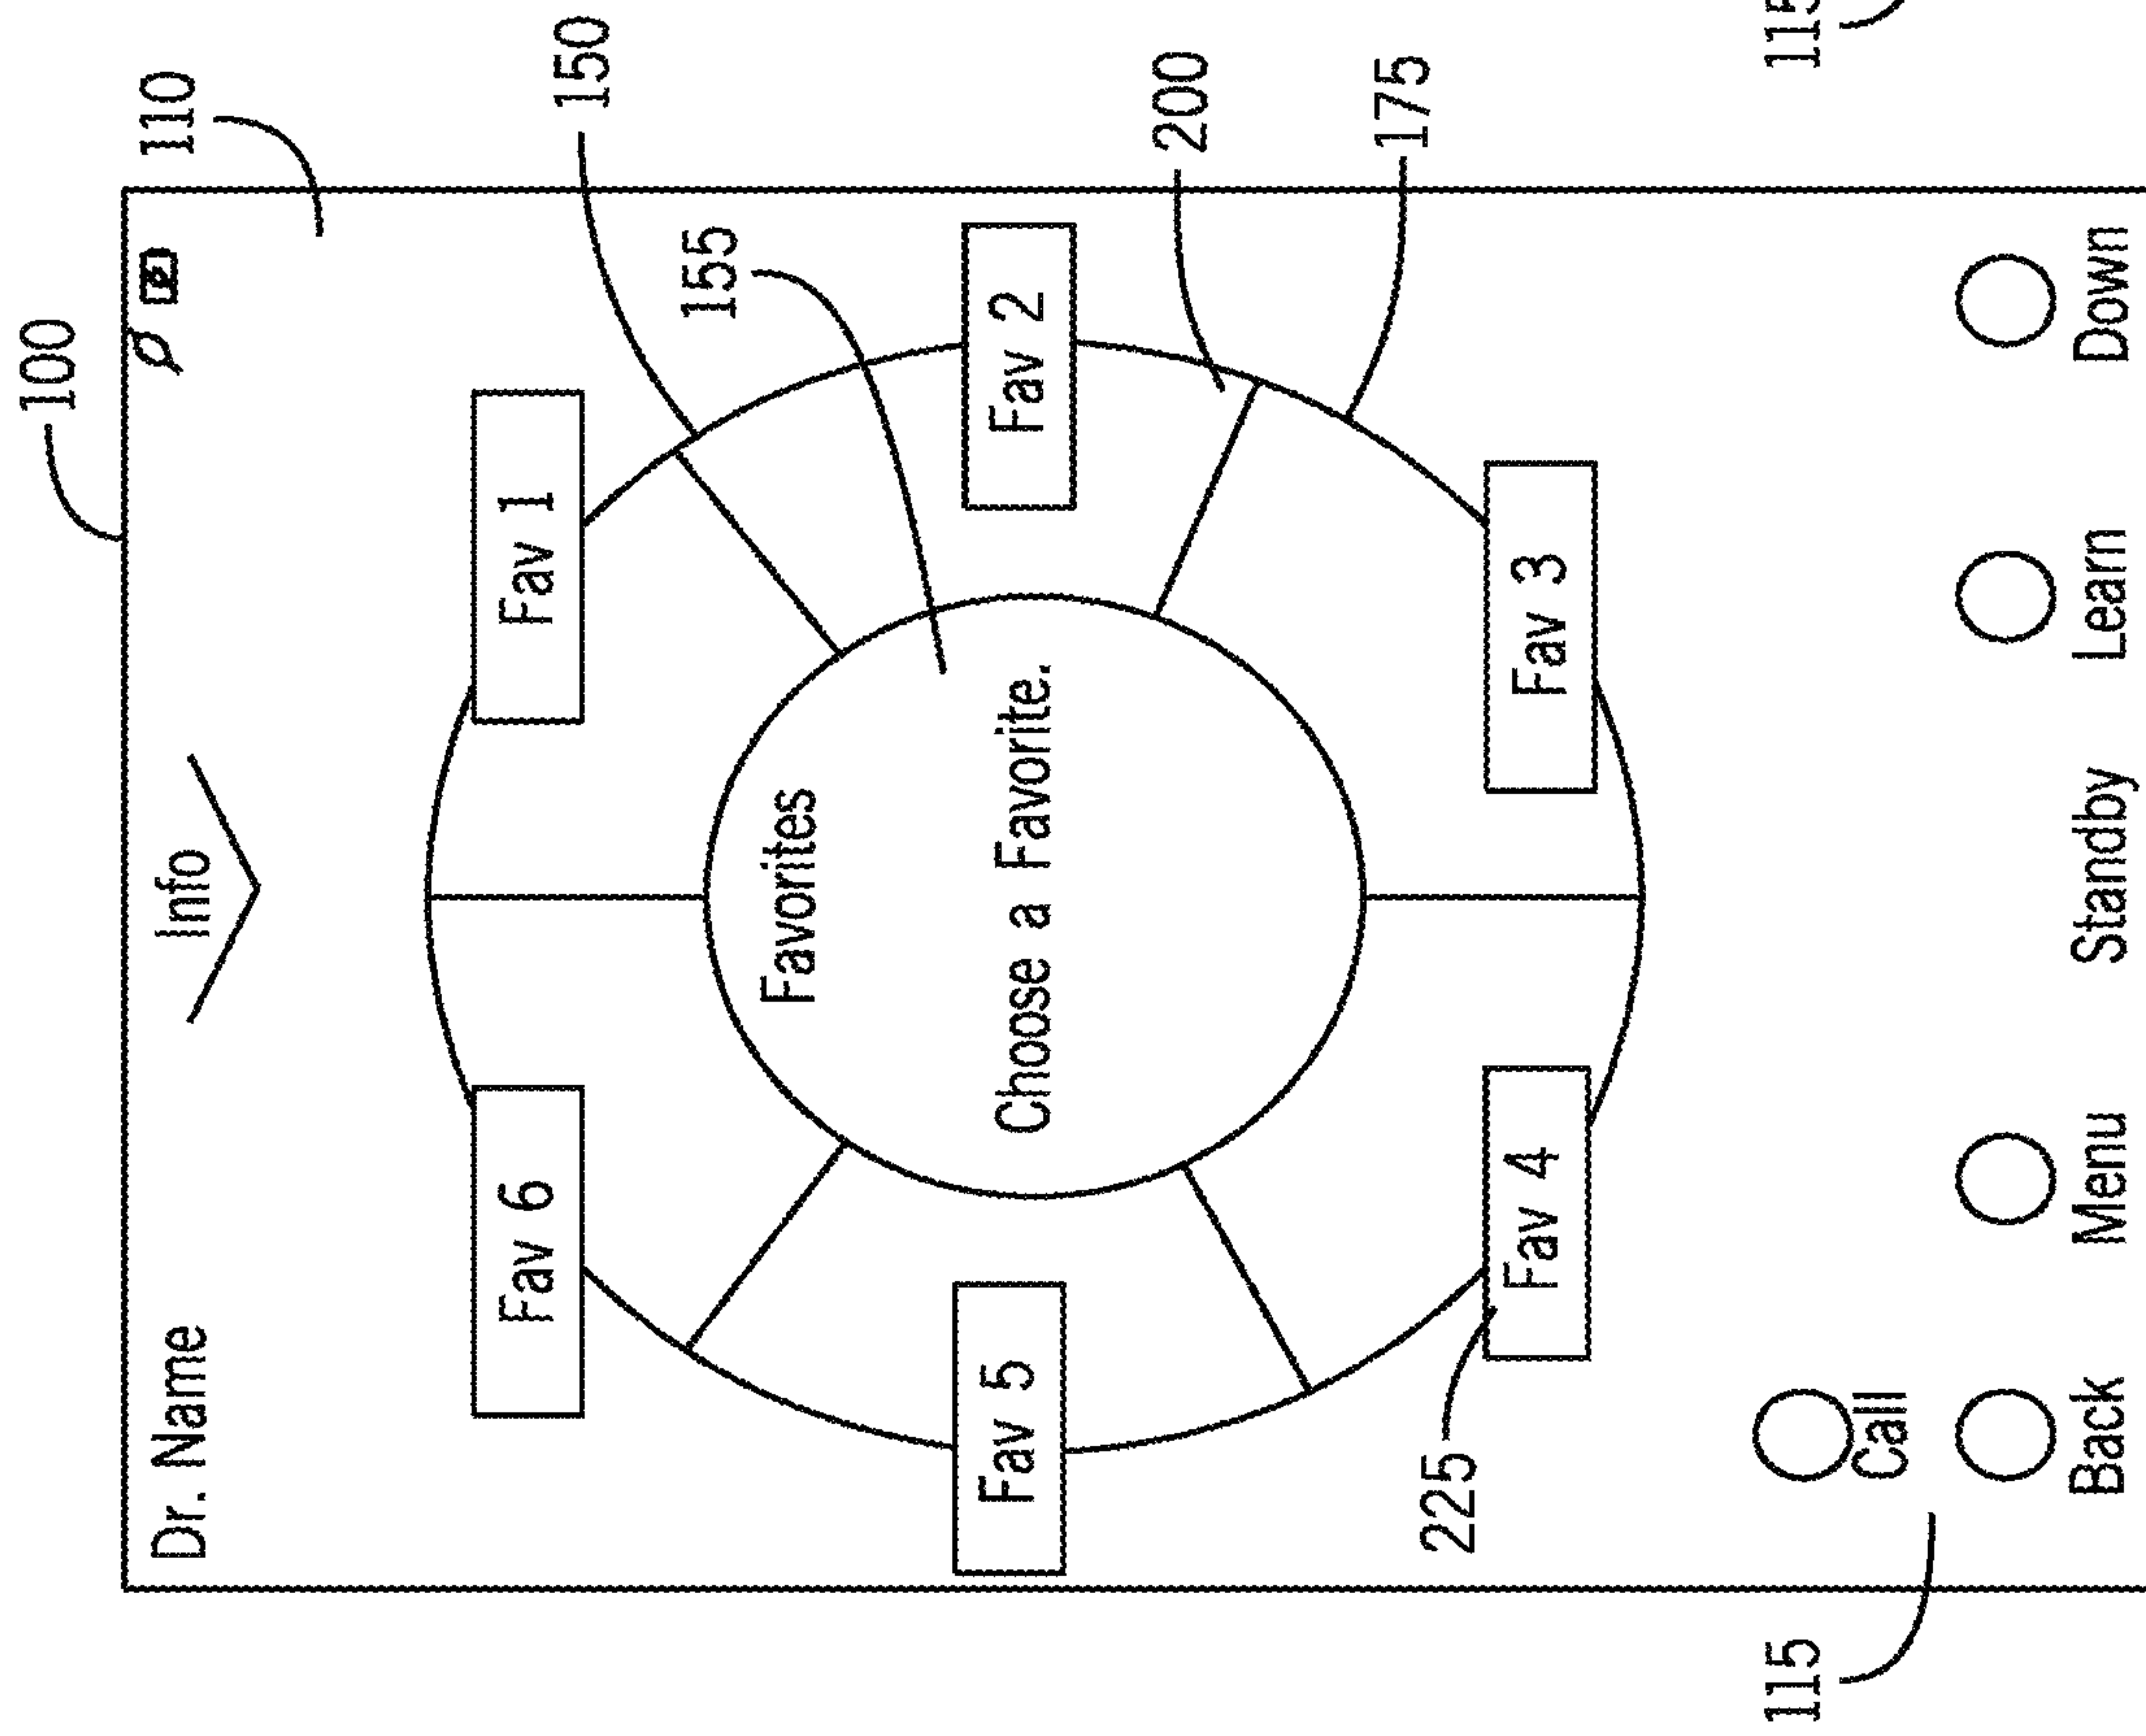 100
Dr. Name Info 110
150
Fav 6 Fav 1
155
Favorites
Fav 5 Choose a Favorite. Fav 2
200
175
225
Fav 4 Fav 3
115 115
Call
Back Menu Standby Learn Down